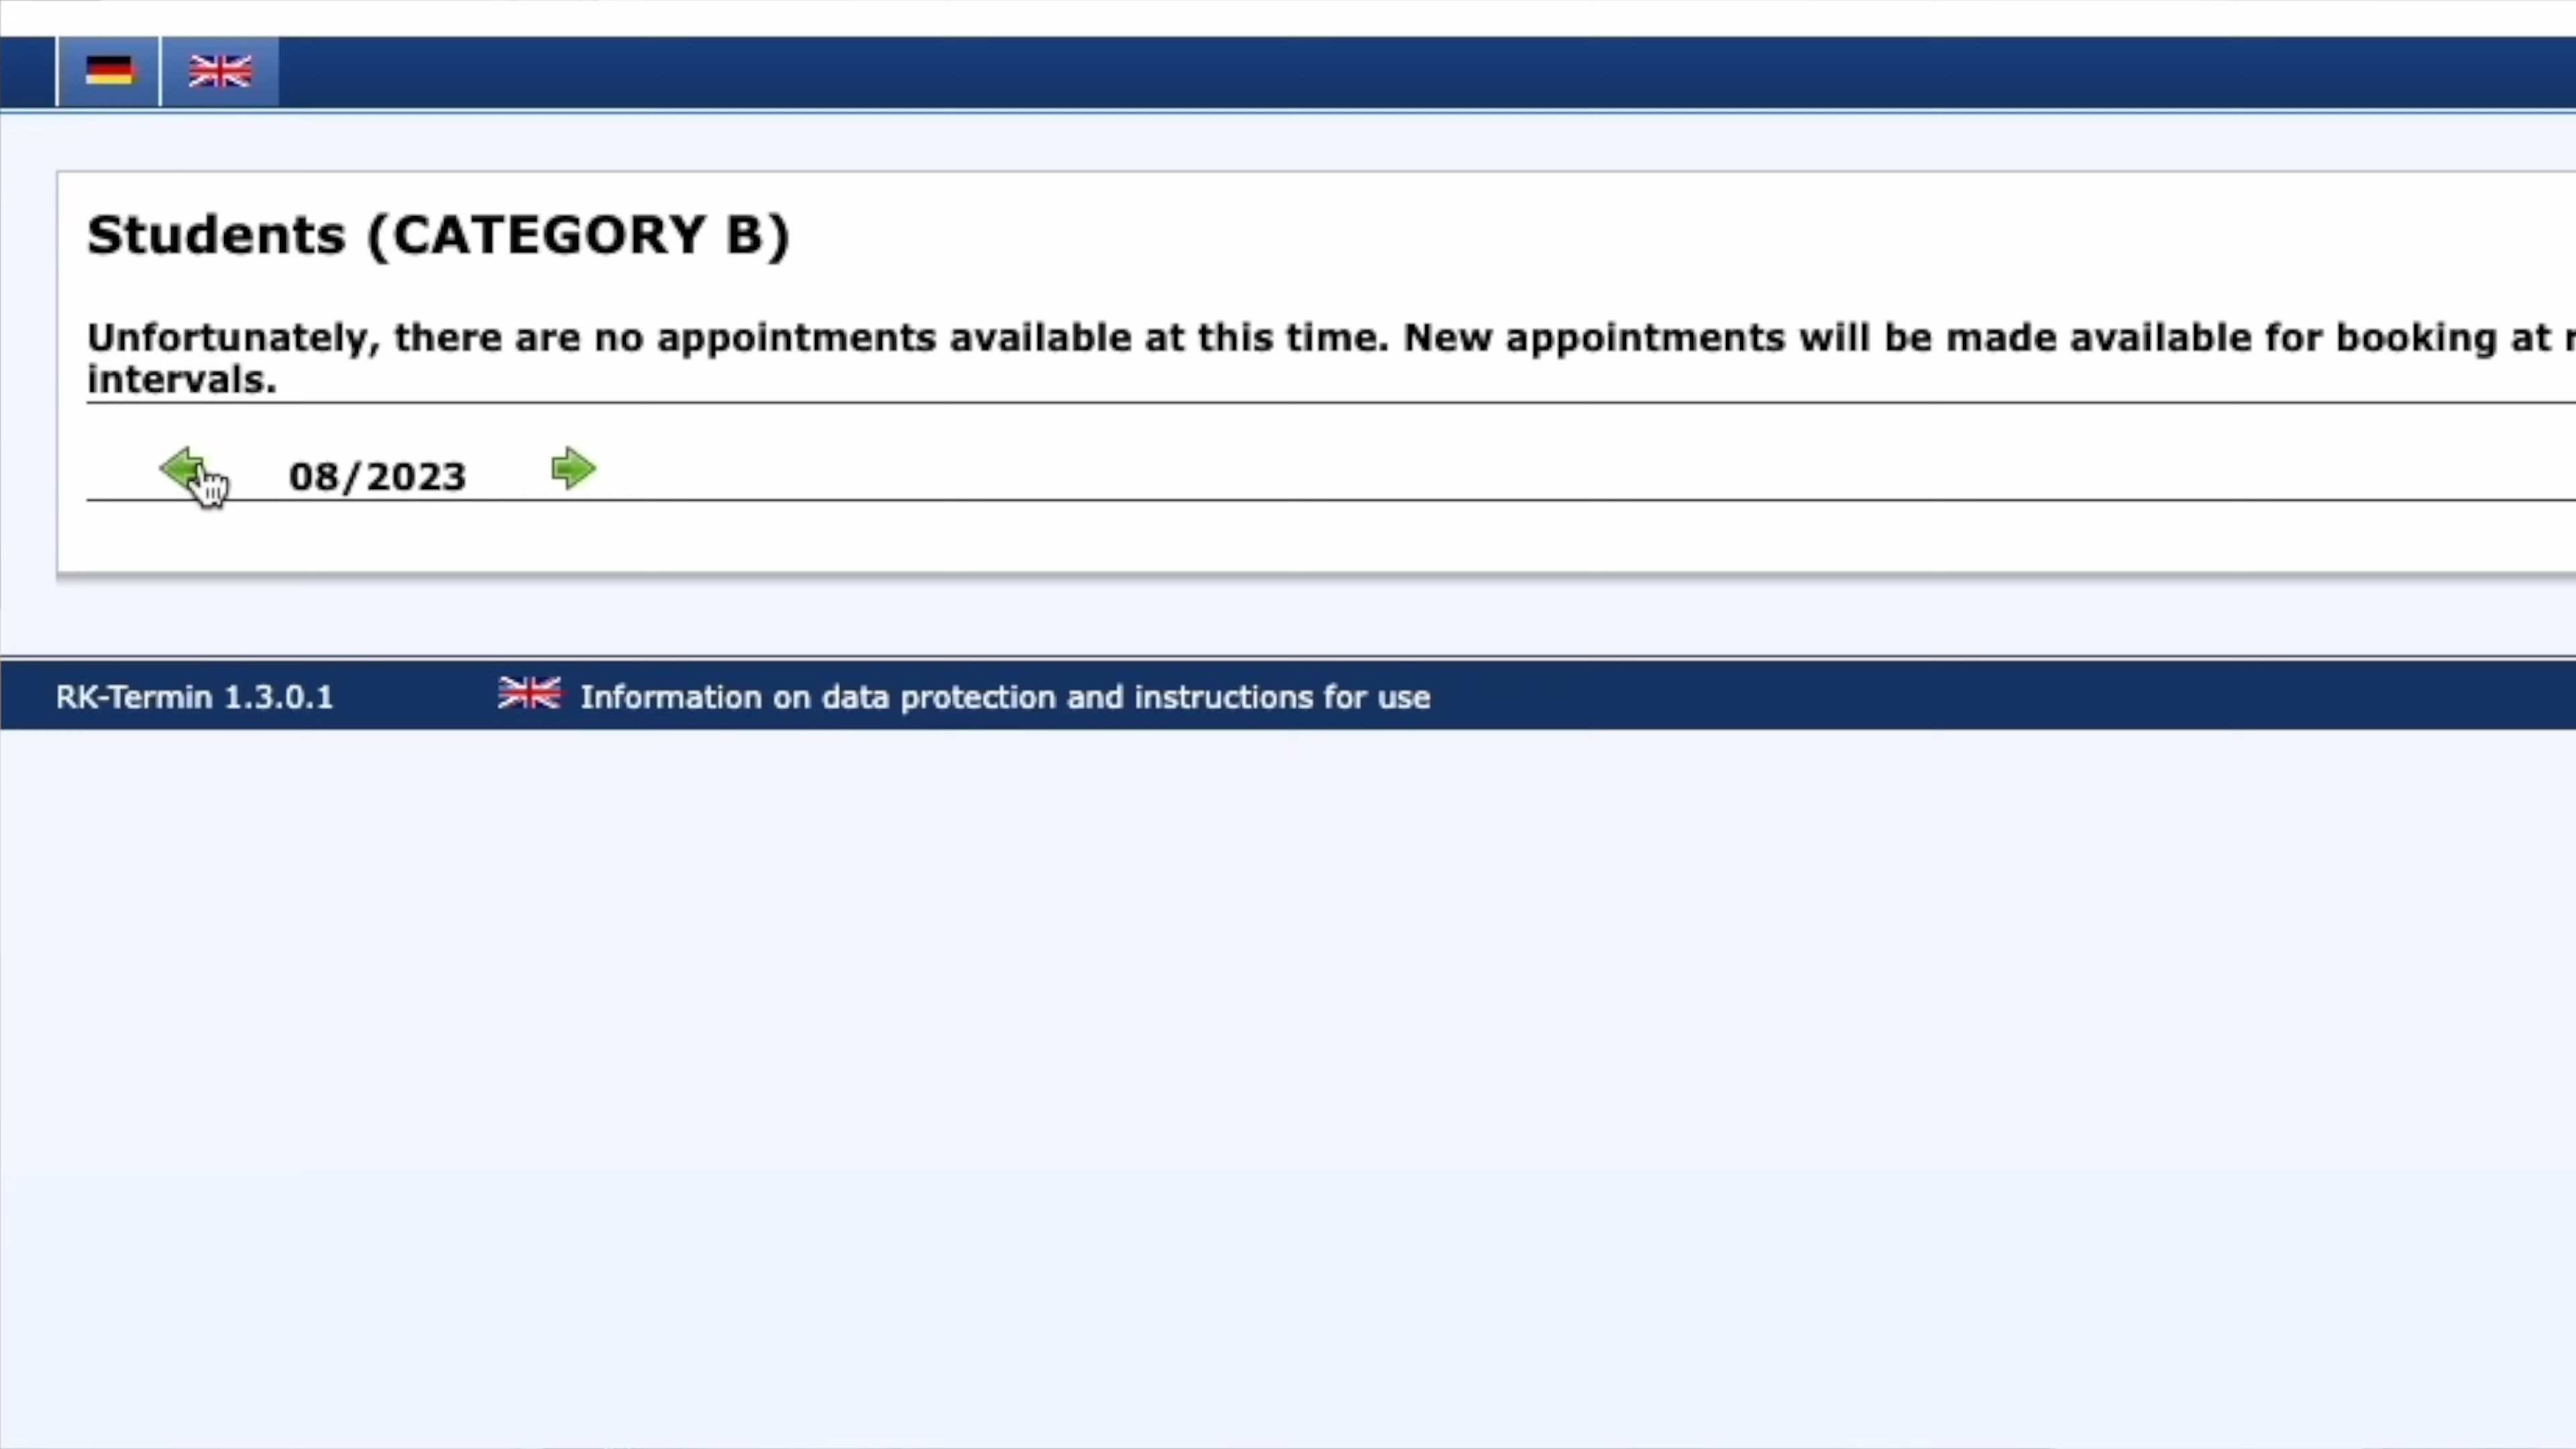 Students (CATEGORY B)
Unfortunately, there are no appointments available at this time. New appointments will be made available for booking at
intervals.
08/2023
RK-Termin 1.3.0.1 Information on data protection and instructions for use